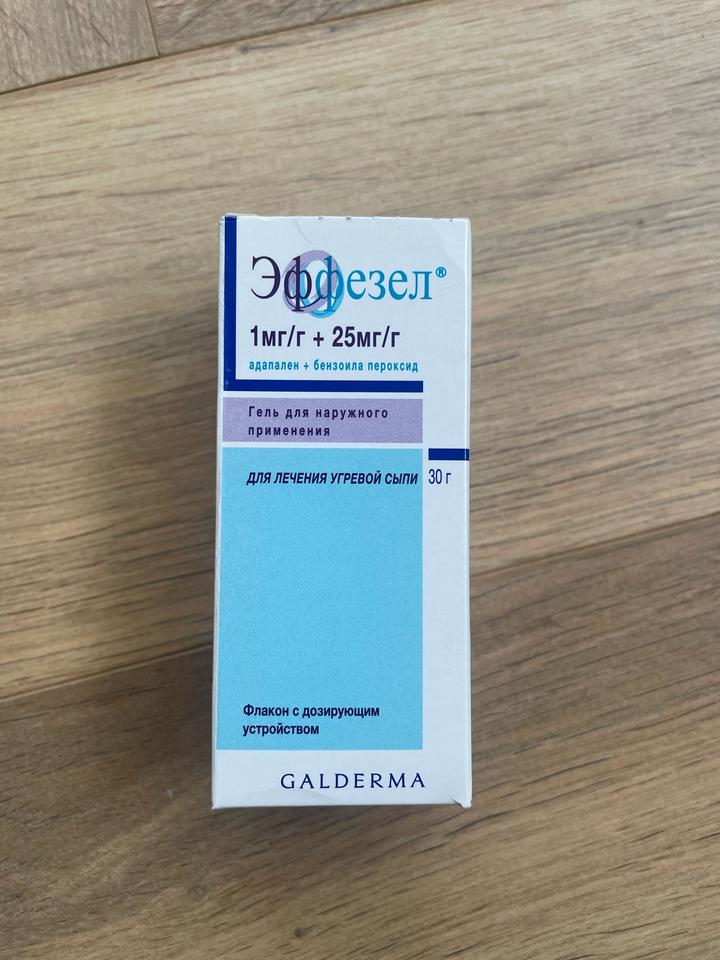 Эффезел®
1мг/г + 25мг/г
адапален + бензоила пероксид
Гель для наружного
применения
ДЛЯ ЛЕЧЕНИЯ УГРЕВОЙ СЫПИ
30 г
Флакон с дозирующим
устройством
GALDERMA